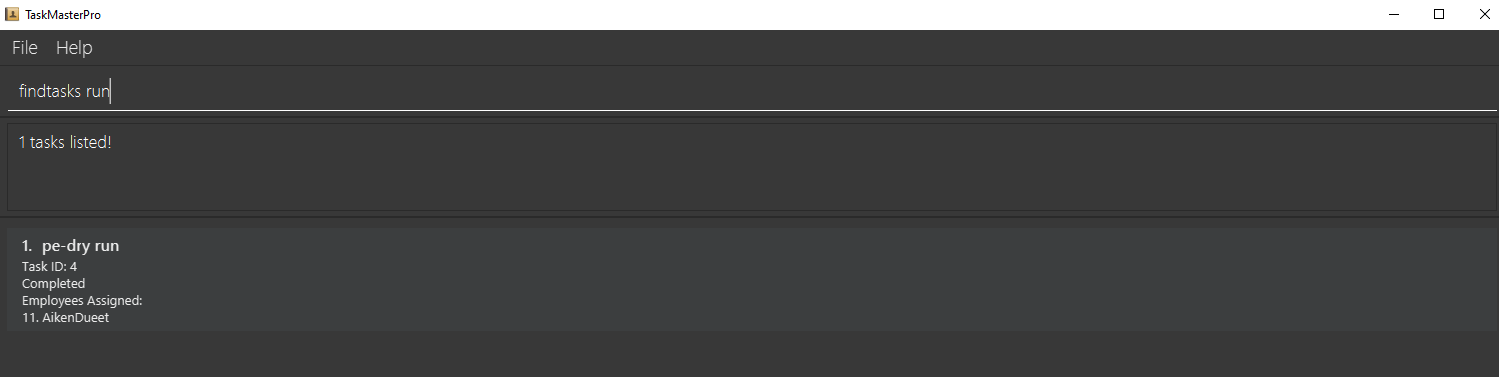 TaskMasterPro
File Help
findtasks run
1 tasks listed!
1. pe-dry run
Task ID: 4
Completed
Employees Assigned:
11. AikenDueet